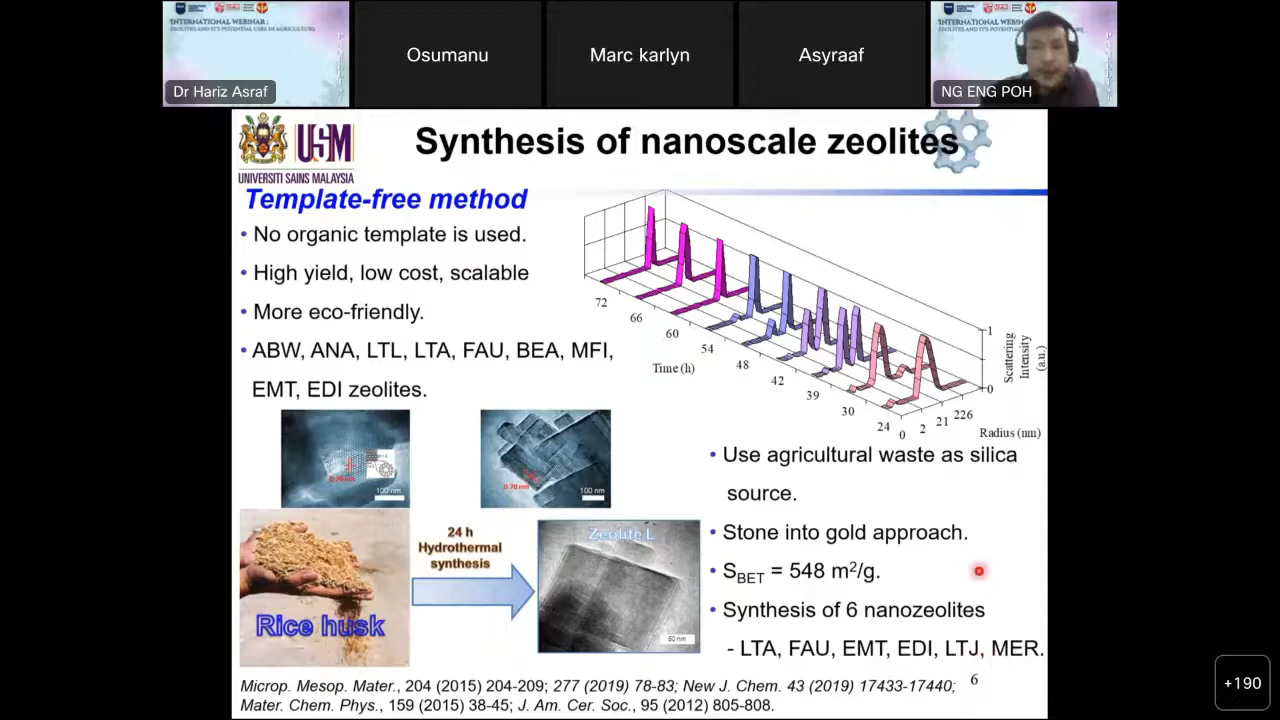 INTERNATIONAL WEBINAR :
ZEOLITES AND IT'S POTENTIAL USES IN AGRICULTURE
Dr Hariz Asraf
Osumanu
Marc karlyn
Asyraaf
NG ENG POH
USM
UNIVERSITI SAINS MALAYSIA
Synthesis of nanoscale zeolites
Template-free method
• No organic template is used.
• High yield, low cost, scalable
• More eco-friendly.
• ABW, ANA, LTL, LTA, FAU, BEA, MFI,
EMT, EDI zeolites.
72
66
60
54
48
42
39
30
24
Time (h)
0
2
21
226
Radius (nm)
1
0
Scattering
Intensity
(a.u.)
100 nm
0.70 nm
100 nm
Rice husk
24 h
Hydrothermal
synthesis
Zeolite L
50 nm
• Use agricultural waste as silica
source.
• Stone into gold approach.
• SBET = 548 m²/g.
• Synthesis of 6 nanozeolites
- LTA, FAU, EMT, EDI, LTJ, MER.
Microp. Mesop. Mater., 204 (2015) 204-209; 277 (2019) 78-83; New J. Chem. 43 (2019) 17433-17440;
Mater. Chem. Phys., 159 (2015) 38-45; J. Am. Cer. Soc., 95 (2012) 805-808.
6
+190